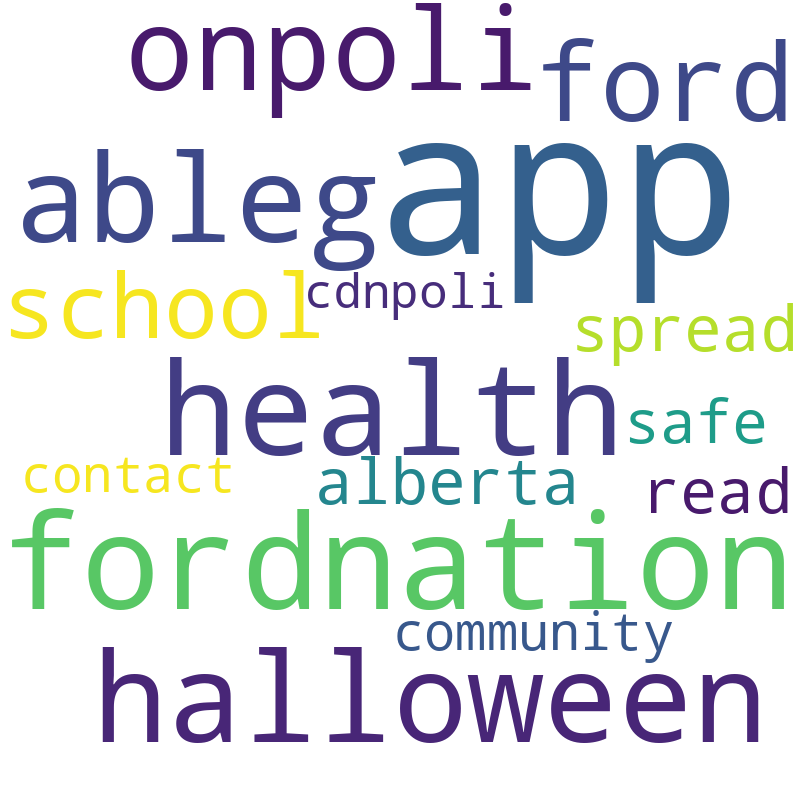 onpoli
ford
app
ableg
school
cdnpoli
spread
health
safe
contact
alberta
read
fordnation
community
halloween